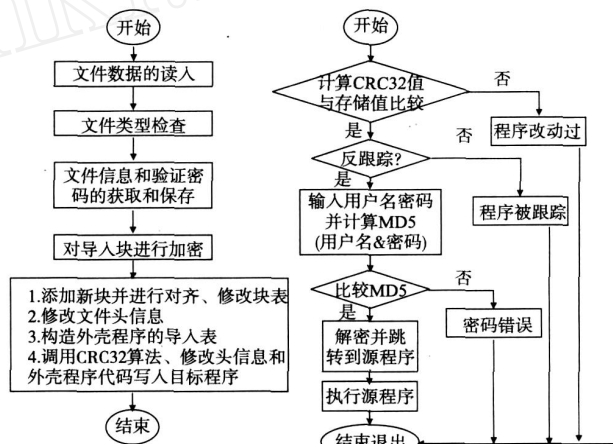 开始
文件数据的读入
文件类型检查
文件信息和验证密
码的获取和保存
对导入块进行加密
1.添加新块并进行对齐、修改块表
2.修改文件头信息
3.构造外壳程序的导入表
4.调用CRC32算法、修改头信息和
外壳程序代码写入目标程序
结束
开始
计算CRC32值
与存储值比较
否
是
程序改动过
反跟踪?
否
是
程序被跟踪
输入用户名密码
并计算MD5
(用户名&密码)
比较MD5
否
是
密码错误
解密并跳
转到源程序
执行源程序
结束退出